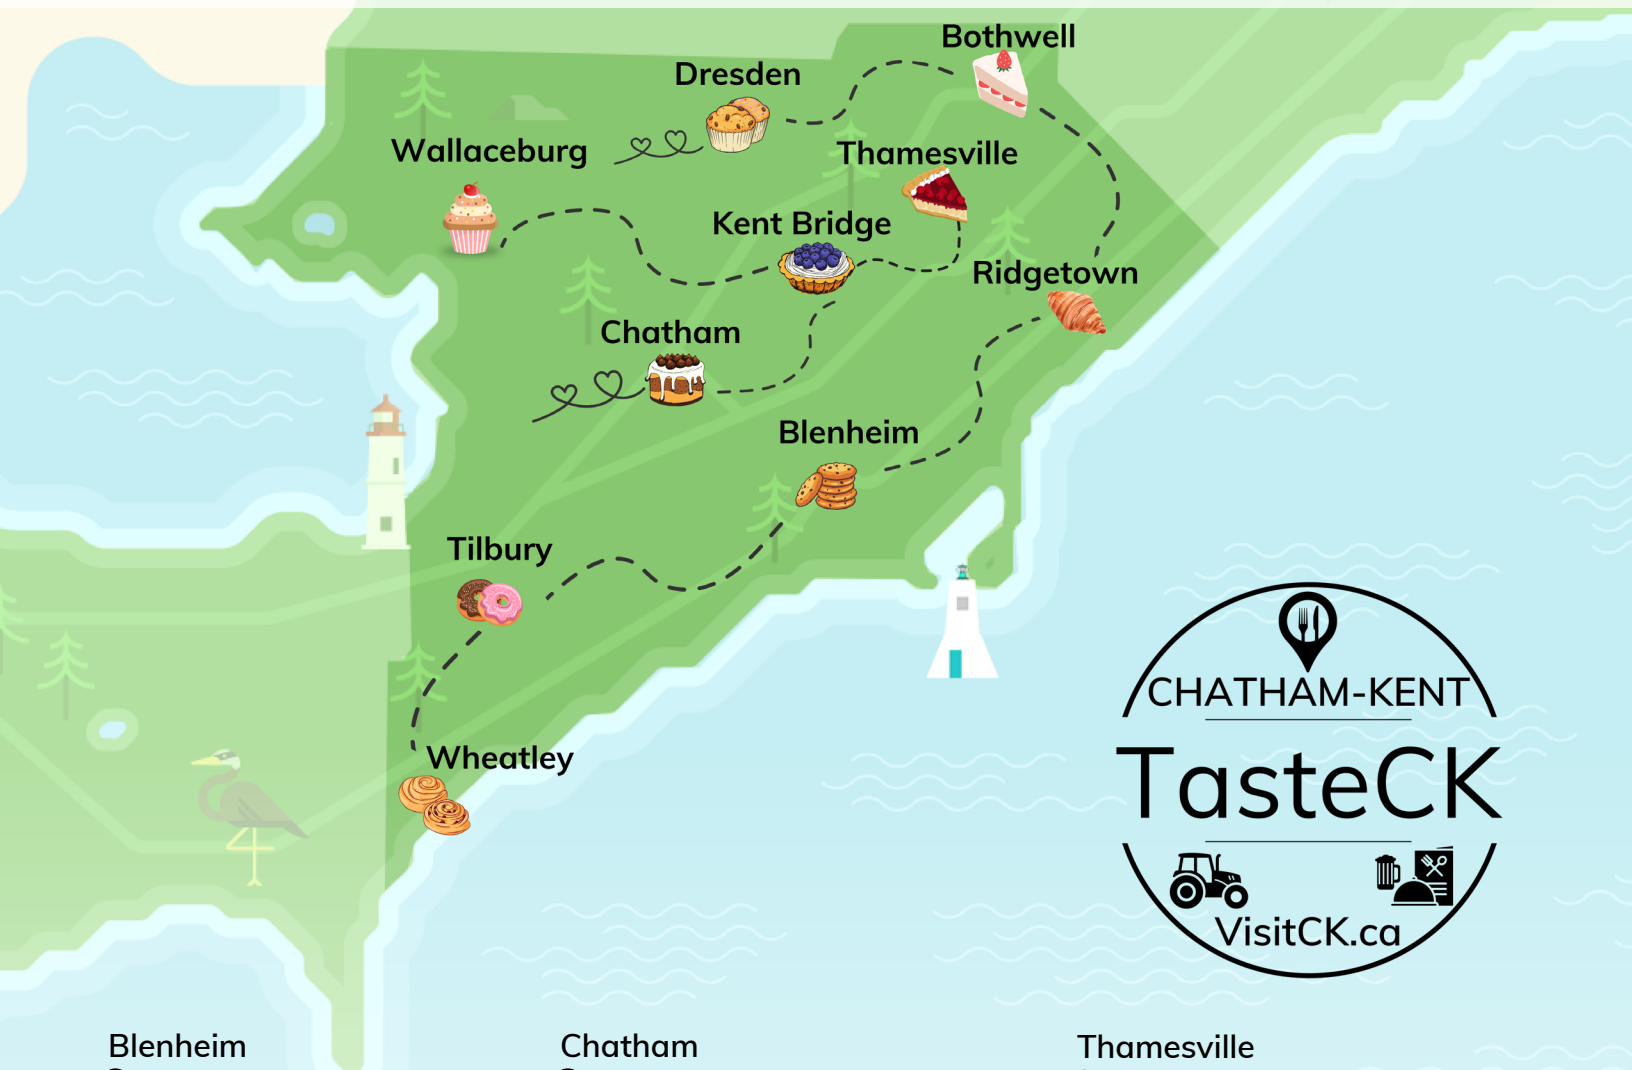 Bothwell
Dresden
Wallaceburg
Thamesville
Kent Bridge
Ridgetown
Chatham
Blenheim
Tilbury
Wheatley
CHATHAM-KENT
TasteCK
VisitCK.ca
Blenheim
Chatham
Thamesville